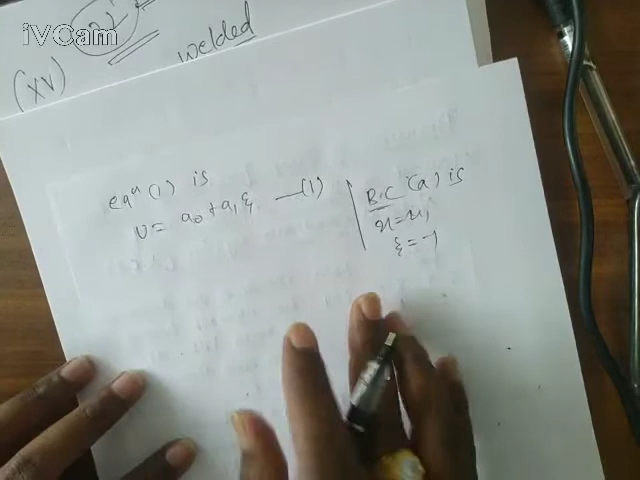 iVCam
(XV)
welded
eqⁿ (1) is
u = a₀ + a₁ξ —(1)
B.C (a) is
x = x₁
ξ = -1